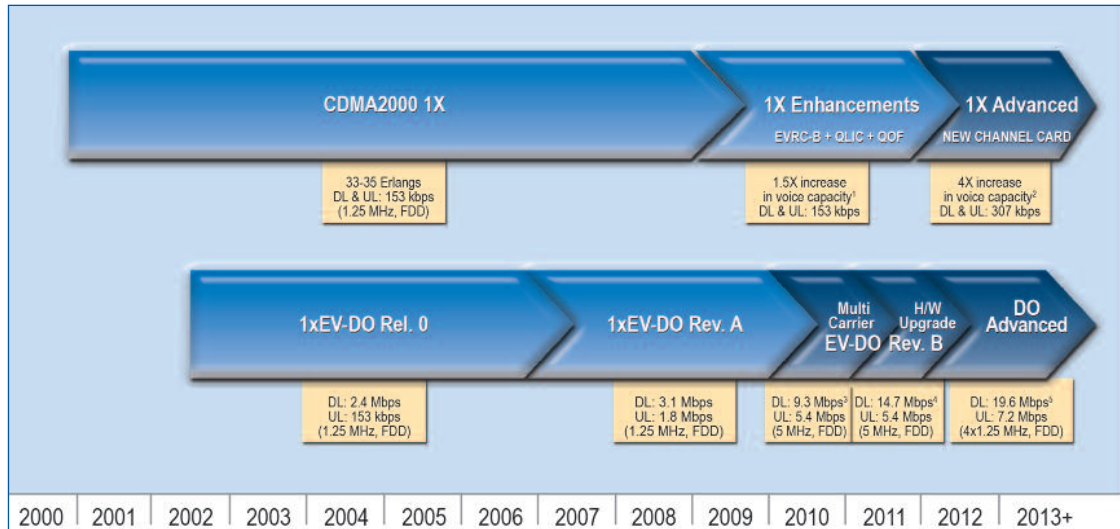 CDMA2000 1X
1X Enhancements
EVRC-B + QLIC + QOF
1X Advanced
NEW CHANNEL CARD
33-35 Erlangs
DL & UL: 153 kbps
(1.25 MHz, FDD)
1.5X increase
in voice capacity¹
DL & UL: 153 kbps
4X increase
in voice capacity²
DL & UL: 307 kbps
1xEV-DO Rel. 0
1xEV-DO Rev. A
Multi
Carrier
H/W
Upgrade
EV-DO Rev. B
DO
Advanced
DL: 2.4 Mbps
UL: 153 kbps
(1.25 MHz, FDD)
DL: 3.1 Mbps
UL: 1.8 Mbps
(1.25 MHz, FDD)
DL: 9.3 Mbps³
UL: 5.4 Mbps
(5 MHz, FDD)
DL: 14.7 Mbps⁴
UL: 5.4 Mbps
(5 MHz, FDD)
DL: 19.6 Mbps⁵
UL: 7.2 Mbps
(4x1.25 MHz, FDD)
2000 2001 2002 2003 2004 2005 2006 2007 2008 2009 2010 2011 2012 2013+